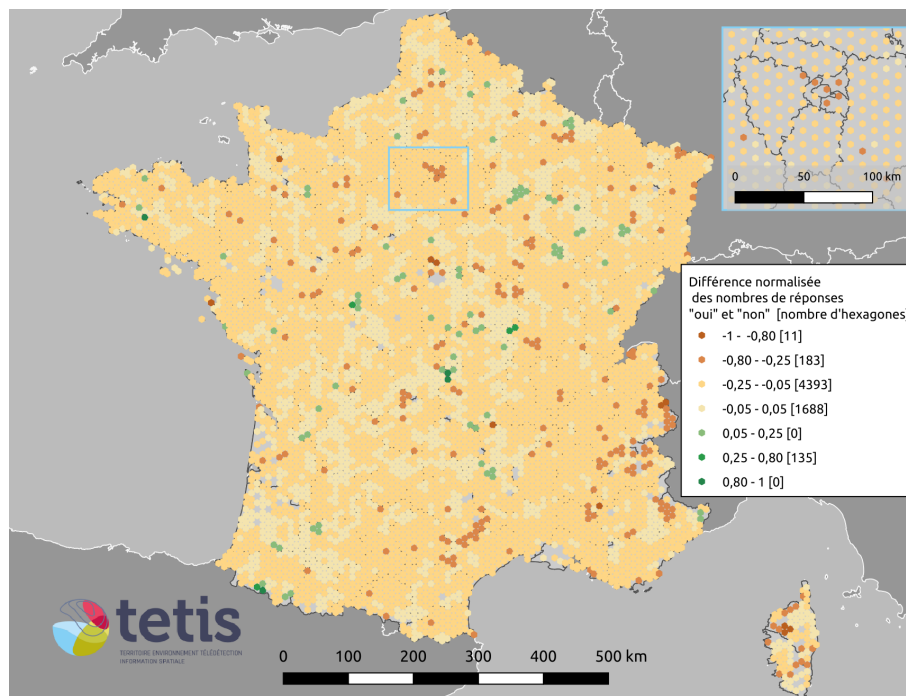 0 50 100 km
Différence normalisée
des nombres de réponses
"oui" et "non" [nombre d'hexagones]
-1 - -0,80 [11]
-0,80 - -0,25 [183]
-0,25 - -0,05 [4393]
-0,05 - 0,05 [1688]
0,05 - 0,25 [0]
0,25 - 0,80 [135]
0,80 - 1 [0]
tetis
TERRITOIRE ENVIRONNEMENT TÉLÉDÉTECTION
INFORMATION SPATIALE
0 100 200 300 400 500 km